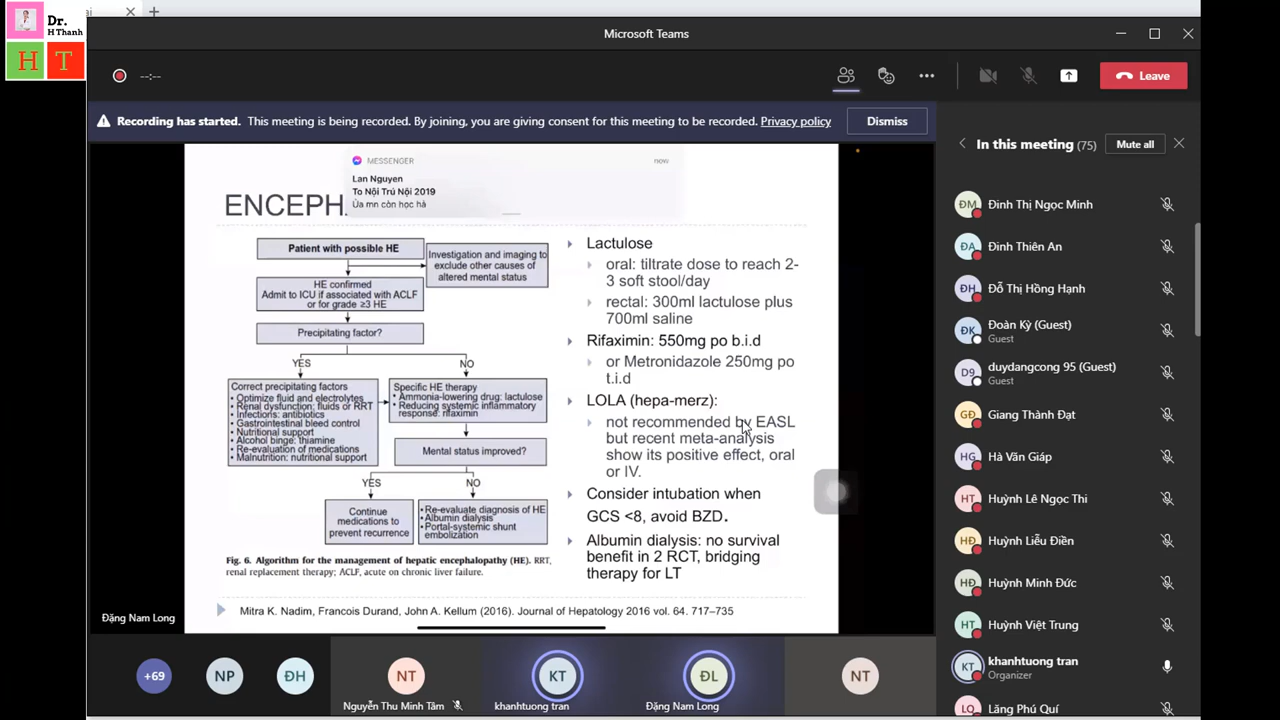 Dr.
H Thanh
H T
ai
Microsoft Teams
--:--
Leave
Recording has started. This meeting is being recorded. By joining, you are giving consent for this meeting to be recorded. Privacy policy
Dismiss
MESSENGER
now
Lan Nguyen
To Nội Trú Nội 2019
Ủa mn còn học hả
ENCEPH
Patient with possible HE
Investigation and imaging to
exclude other causes of
altered mental status
HE confirmed
Admit to ICU if associated with ACLF
or for grade ≥3 HE
Precipitating factor?
YES
NO
Correct precipitating factors
• Optimize fluid and electrolytes
• Renal dysfunction: fluids or RRT
• Infections: antibiotics
• Gastrointestinal bleed control
• Nutritional support
• Alcohol binge: thiamine
• Re-evaluation of medications
• Malnutrition: nutritional support
Specific HE therapy
• Ammonia-lowering drug: lactulose
• Reducing systemic inflammatory
response: rifaximin
Mental status improved?
YES
NO
Continue
medications to
prevent recurrence
• Re-evaluate diagnosis of HE
• Albumin dialysis
• Portal-systemic shunt
embolization
Fig. 6. Algorithm for the management of hepatic encephalopathy (HE). RRT,
renal replacement therapy; ACLF, acute on chronic liver failure.
Lactulose
oral: tiltrate dose to reach 2-
3 soft stool/day
rectal: 300ml lactulose plus
700ml saline
Rifaximin: 550mg po b.i.d
or Metronidazole 250mg po
t.i.d
LOLA (hepa-merz):
not recommended by EASL
but recent meta-analysis
show its positive effect, oral
or IV.
Consider intubation when
GCS <8, avoid BZD.
Albumin dialysis: no survival
benefit in 2 RCT, bridging
therapy for LT
Mitra K. Nadim, Francois Durand, John A. Kellum (2016). Journal of Hepatology 2016 vol. 64. 717–735
Đặng Nam Long
+69
NP
ĐH
NT
Nguyễn Thu Minh Tâm
KT
khanhtuong tran
ĐL
Đặng Nam Long
NT
In this meeting (75)
Mute all
ĐM
Đinh Thị Ngọc Minh
ĐA
Đinh Thiên An
ĐH
Đỗ Thị Hồng Hạnh
ĐK
Đoàn Kỳ (Guest)
Guest
D9
duydangcong 95 (Guest)
Guest
GĐ
Giang Thành Đạt
HG
Hà Văn Giáp
HT
Huỳnh Lê Ngọc Thi
HĐ
Huỳnh Liễu Điền
HĐ
Huỳnh Minh Đức
HT
Huỳnh Việt Trung
KT
khanhtuong tran
Organizer
LQ
Lăng Phú Quí